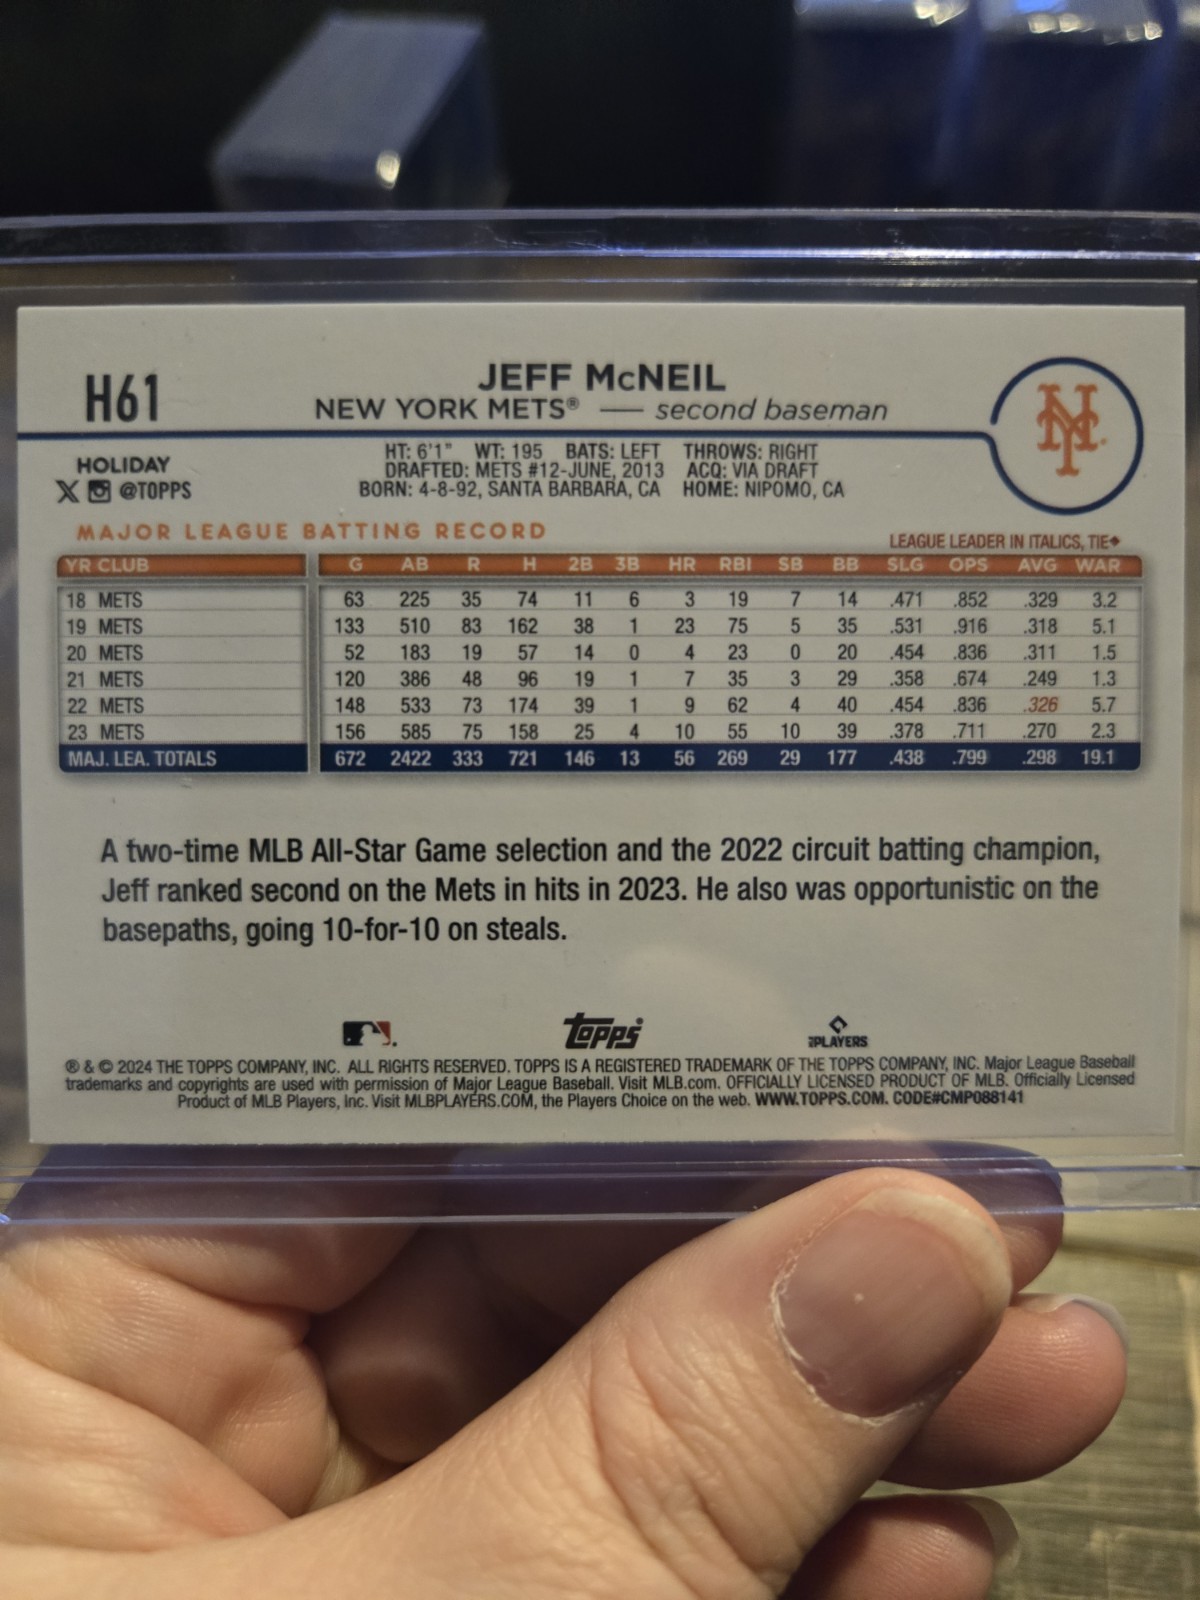 H61
JEFF McNEIL
NEW YORK METS® — second baseman
NY
HOLIDAY
X @TOPPS
HT: 6'1" WT: 195 BATS: LEFT THROWS: RIGHT
DRAFTED: METS #12-JUNE, 2013 ACQ: VIA DRAFT
BORN: 4-8-92, SANTA BARBARA, CA HOME: NIPOMO, CA
MAJOR LEAGUE BATTING RECORD
LEAGUE LEADER IN ITALICS, TIE◆
YR CLUB G AB R H 2B 3B HR RBI SB BB SLG OPS AVG WAR
18 METS 63 225 35 74 11 6 3 19 7 14 .471 .852 .329 3.2
19 METS 133 510 83 162 38 1 23 75 5 35 .531 .916 .318 5.1
20 METS 52 183 19 57 14 0 4 23 0 20 .454 .836 .311 1.5
21 METS 120 386 48 96 19 1 7 35 3 29 .358 .674 .249 1.3
22 METS 148 533 73 174 39 1 9 62 4 40 .454 .836 .326 5.7
23 METS 156 585 75 158 25 4 10 55 10 39 .378 .711 .270 2.3
MAJ. LEA. TOTALS 672 2422 333 721 146 13 56 269 29 177 .438 .799 .298 19.1
A two-time MLB All-Star Game selection and the 2022 circuit batting champion,
Jeff ranked second on the Mets in hits in 2023. He also was opportunistic on the
basepaths, going 10-for-10 on steals.
Topps
PLAYERS
® & © 2024 THE TOPPS COMPANY, INC. ALL RIGHTS RESERVED. TOPPS IS A REGISTERED TRADEMARK OF THE TOPPS COMPANY, INC. Major League Baseball
trademarks and copyrights are used with permission of Major League Baseball. Visit MLB.com. OFFICIALLY LICENSED PRODUCT OF MLB. Officially Licensed
Product of MLB Players, Inc. Visit MLBPLAYERS.COM, the Players Choice on the web. WWW.TOPPS.COM. CODE#CMP088141